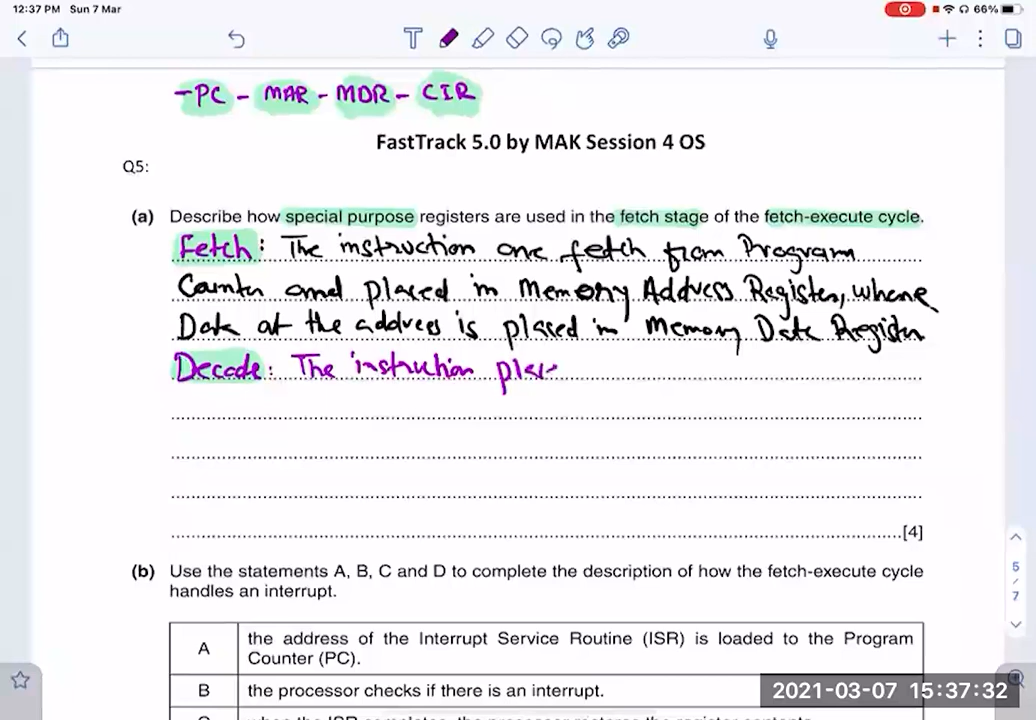 12:37 PM Sun 7 Mar
66%
-PC - MAR - MDR - CIR
FastTrack 5.0 by MAK Session 4 OS
Q5:
(a) Describe how special purpose registers are used in the fetch stage of the fetch-execute cycle.
Fetch: The instruction are fetch from Program
Counter and placed in Memory Address Register, where
Data at the address is placed in Memory Data Register
Decode: The instruction plac
[4]
(b) Use the statements A, B, C and D to complete the description of how the fetch-execute cycle
handles an interrupt.
A the address of the Interrupt Service Routine (ISR) is loaded to the Program
Counter (PC).
B the processor checks if there is an interrupt.
5
/
7
2021-03-07 15:37:32